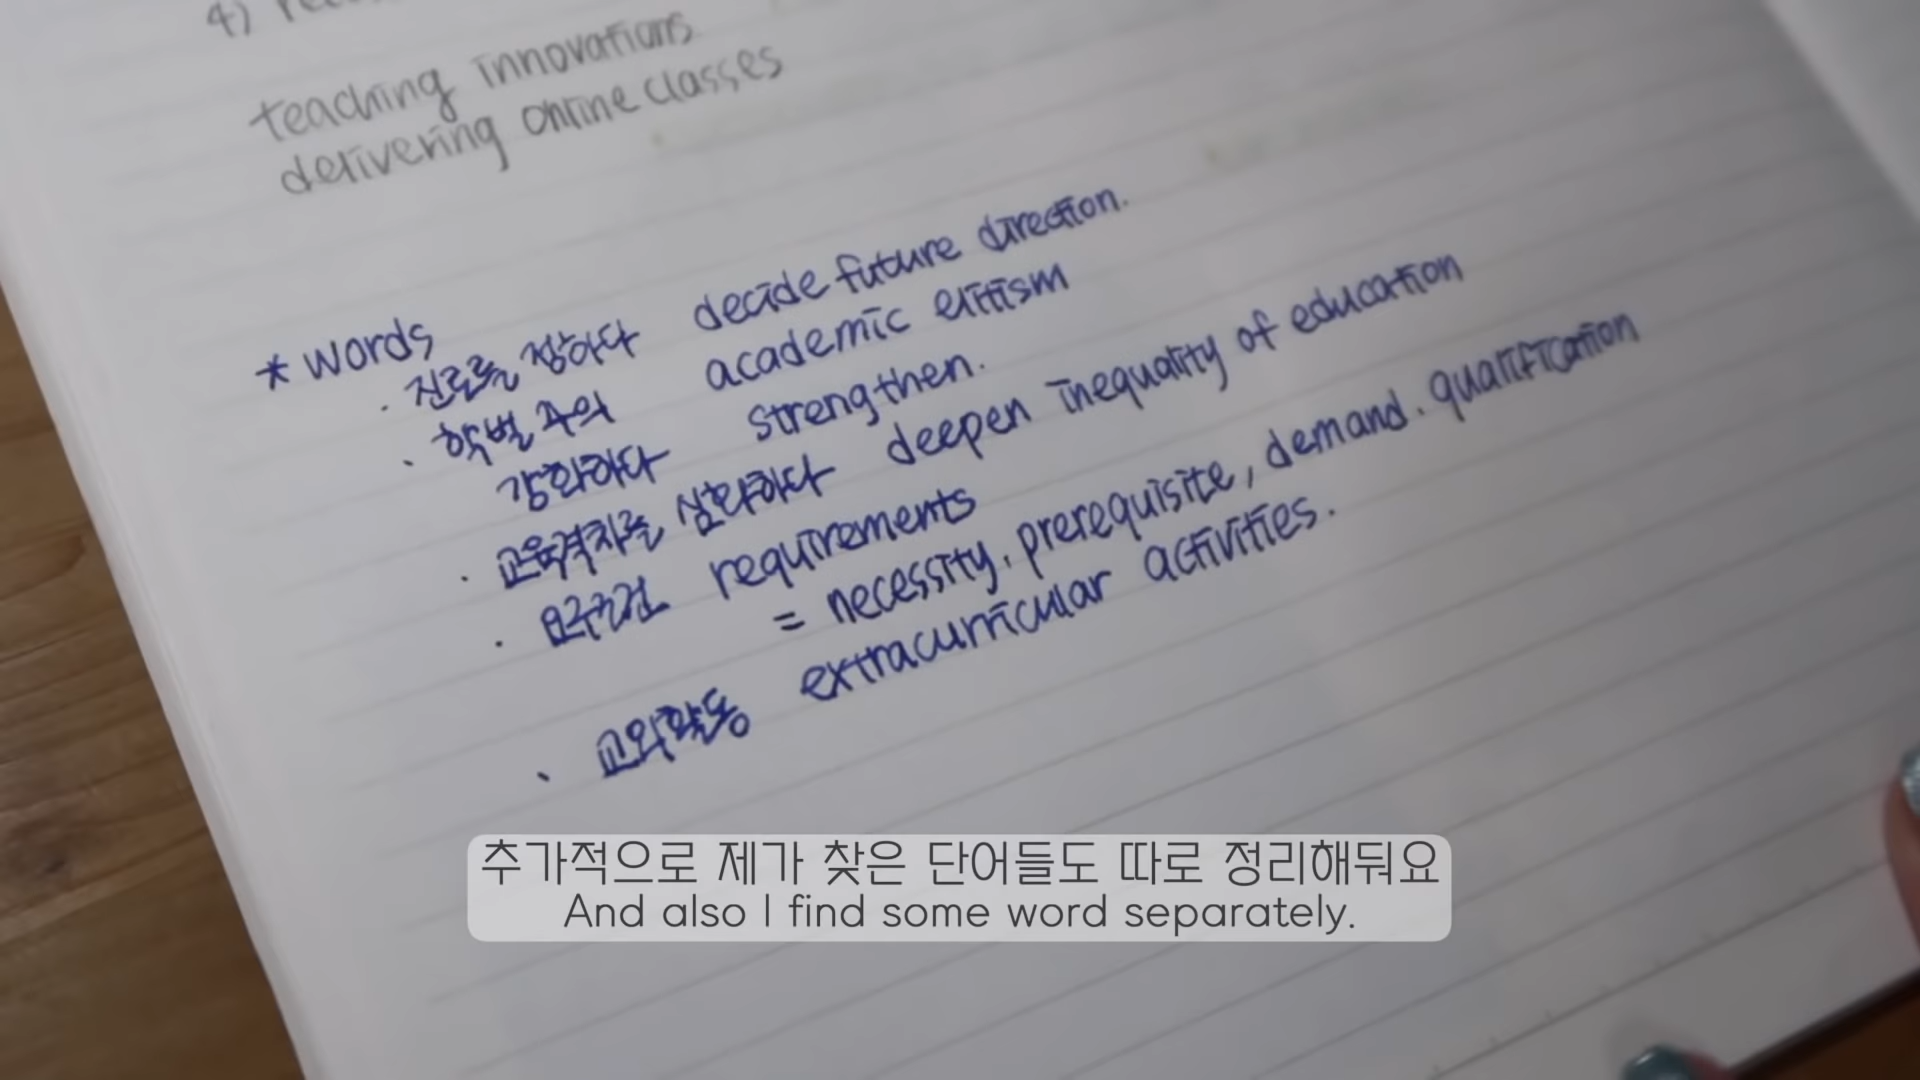 4)
teaching innovations
delivering online classes
* words
· 진로를 정하다 decide future direction.
· 학벌주의 academic elitism
강화하다 strengthen.
· 교육격차를 심화하다 deepen inequality of education
· 요구조건 requirements
= necessity, prerequisite, demand. qualification
· 교외활동 extracurricular activities.
추가적으로 제가 찾은 단어들도 따로 정리해둬요
And also I find some word separately.